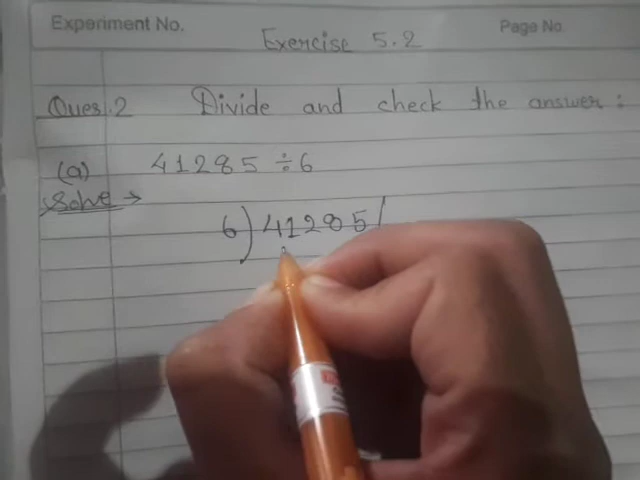 Experiment No. Page No.
Exercise 5.2
Ques.2 Divide and check the answer:
(a) 41285 ÷ 6
Solve →
6) 41285 /